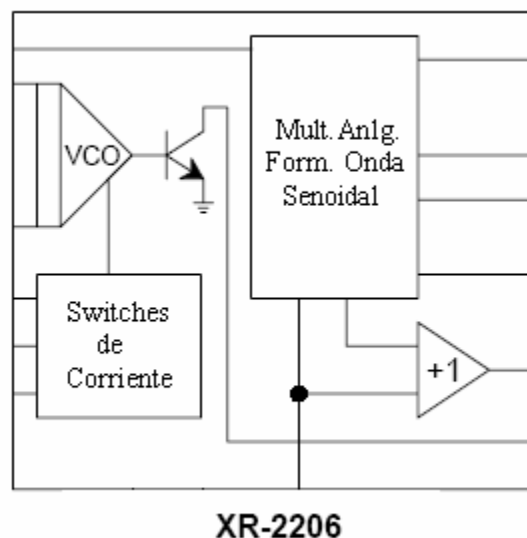 VCO
Mult. Anlg.
Form. Onda
Senoidal
Switches
de
Corriente
+1
XR-2206